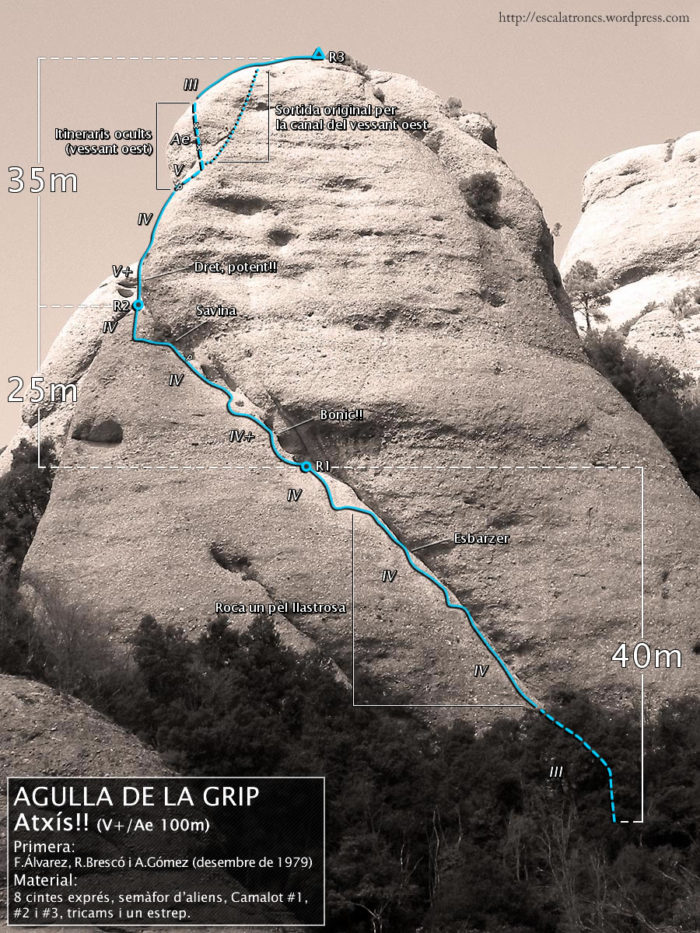 http://escalatroncs.wordpress.com
R3
III
Sortida original per
la canal del vessant oest
Itineraris ocults
(vessant oest)
Ae
V
35m
IV
V+
Dret, potent!!
R2
Savina
IV
25m
IV
Bonic!!
IV+
R1
IV
Esbarzer
IV
Roca un pèl llastrosa
40m
IV
III
AGULLA DE LA GRIP
Atxís!! (V+/Ae 100m)
Primera:
F.Álvarez, R.Brescó i A.Gómez (desembre de 1979)
Material:
8 cintes exprés, semàfor d'aliens, Camalot #1,
#2 i #3, tricams i un estrep.